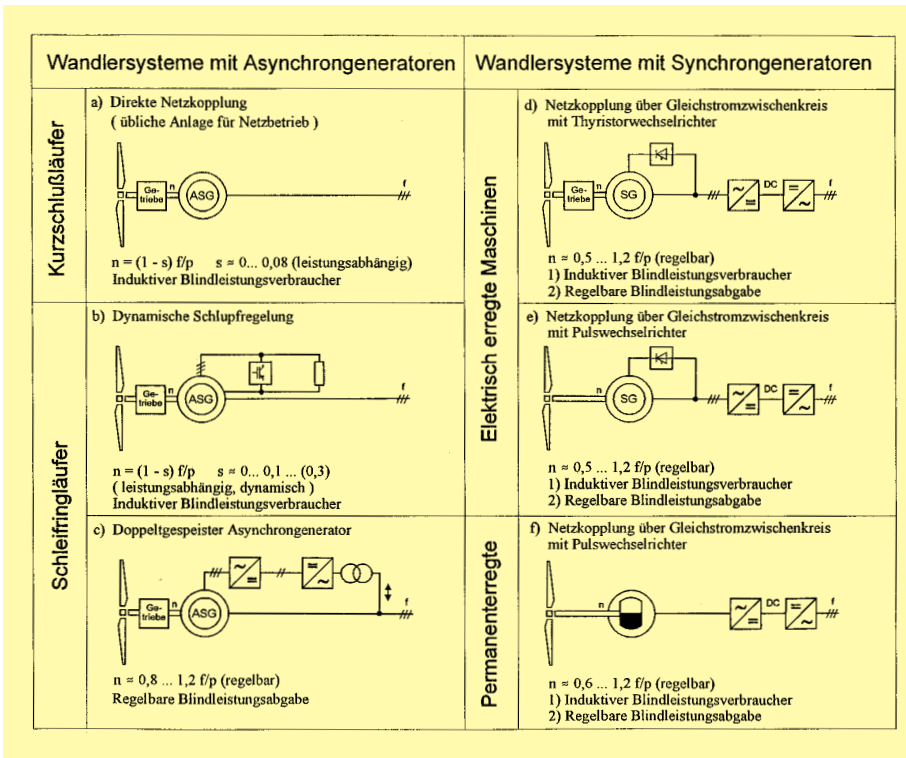 Wandlersysteme mit Asynchrongeneratoren
Kurzschlußläufer
a) Direkte Netzkopplung
( übliche Anlage für Netzbetrieb )
Ge-
triebe
n
ASG
f
n = (1 - s) f/p s ≈ 0... 0,08 (leistungsabhängig)
Induktiver Blindleistungsverbraucher
Schleifringläufer
b) Dynamische Schlupfregelung
Ge-
triebe
n
ASG
f
n = (1 - s) f/p s ≈ 0... 0,1 ... (0,3)
( leistungsabhängig, dynamisch )
Induktiver Blindleistungsverbraucher
c) Doppeltgespeister Asynchrongenerator
Ge-
triebe
n
ASG
~
=
=
~
f
n ≈ 0,8 ... 1,2 f/p (regelbar)
Regelbare Blindleistungsabgabe
Wandlersysteme mit Synchrongeneratoren
Elektrisch erregte Maschinen
d) Netzkopplung über Gleichstromzwischenkreis
mit Thyristorwechselrichter
Ge-
triebe
n
SG
~
=
DC
=
~
f
n ≈ 0,5 ... 1,2 f/p (regelbar)
1) Induktiver Blindleistungsverbraucher
2) Regelbare Blindleistungsabgabe
e) Netzkopplung über Gleichstromzwischenkreis
mit Pulswechselrichter
n
SG
~
=
DC
=
~
f
n ≈ 0,5 ... 1,2 f/p (regelbar)
1) Induktiver Blindleistungsverbraucher
2) Regelbare Blindleistungsabgabe
Permanenterregte
f) Netzkopplung über Gleichstromzwischenkreis
mit Pulswechselrichter
n
~
=
DC
=
~
f
n ≈ 0,6 ... 1,2 f/p (regelbar)
1) Induktiver Blindleistungsverbraucher
2) Regelbare Blindleistungsabgabe